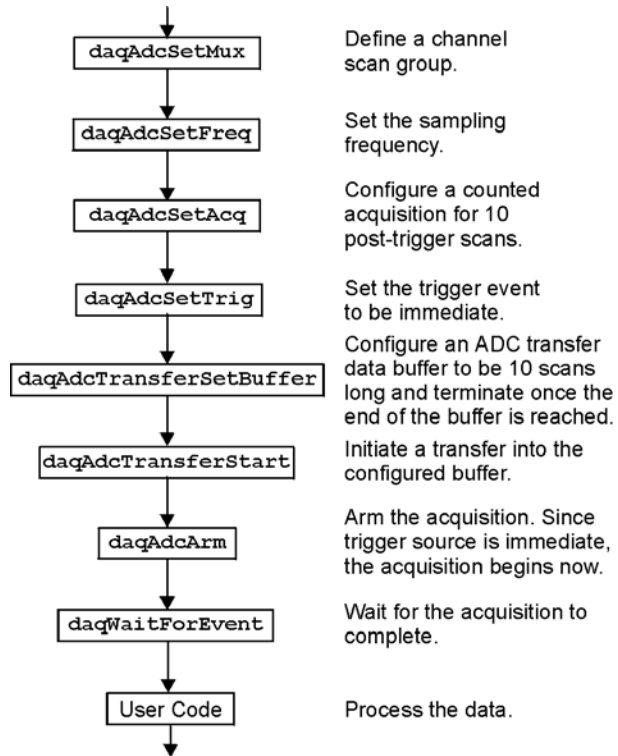 daqAdcSetMux
Define a channel
scan group.
daqAdcSetFreq
Set the sampling
frequency.
daqAdcSetAcq
Configure a counted
acquisition for 10
post-trigger scans.
daqAdcSetTrig
Set the trigger event
to be immediate.
daqAdcTransferSetBuffer
Configure an ADC transfer
data buffer to be 10 scans
long and terminate once the
end of the buffer is reached.
daqAdcTransferStart
Initiate a transfer into the
configured buffer.
daqAdcArm
Arm the acquisition. Since
trigger source is immediate,
the acquisition begins now.
daqWaitForEvent
Wait for the acquisition to
complete.
User Code
Process the data.